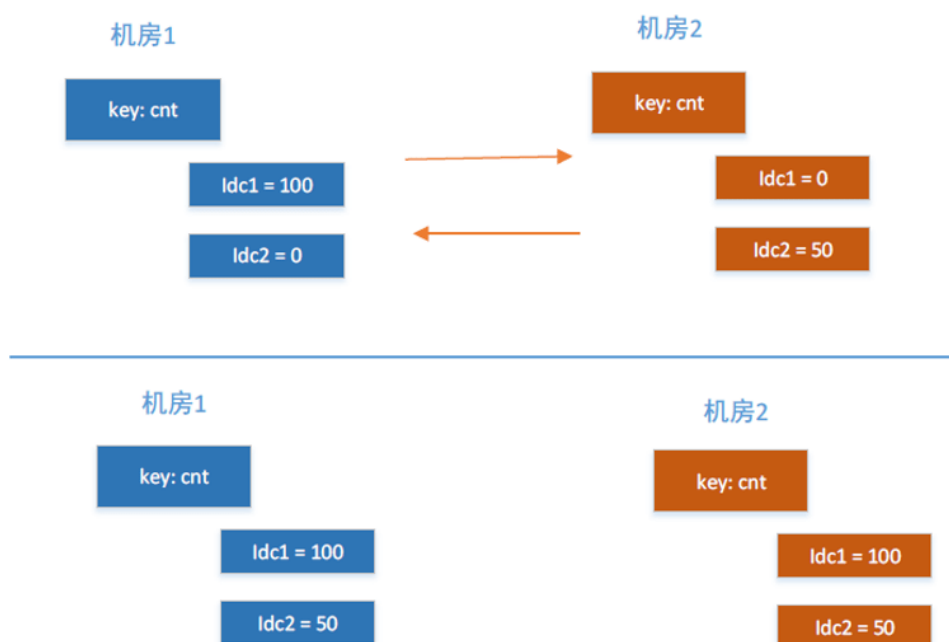 机房1
机房2
key: cnt
key: cnt
Idc1 = 100
Idc1 = 0
Idc2 = 0
Idc2 = 50
机房1
机房2
key: cnt
key: cnt
Idc1 = 100
Idc1 = 100
Idc2 = 50
Idc2 = 50